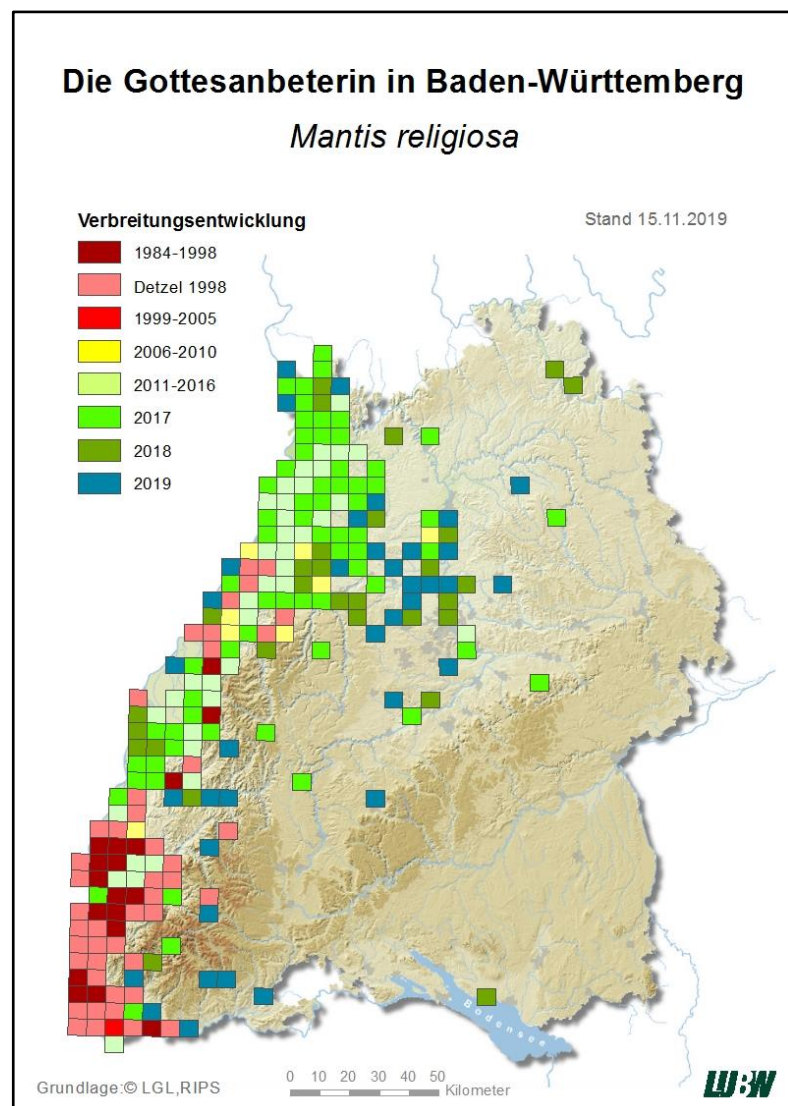 Die Gottesanbeterin in Baden-Württemberg
Mantis religiosa
Verbreitungsentwicklung
Stand 15.11.2019
1984-1998
Detzel 1998
1999-2005
2006-2010
2011-2016
2017
2018
2019
Bodensee
Grundlage:© LGL,RIPS
0 10 20 30 40 50
Kilometer
LUBW